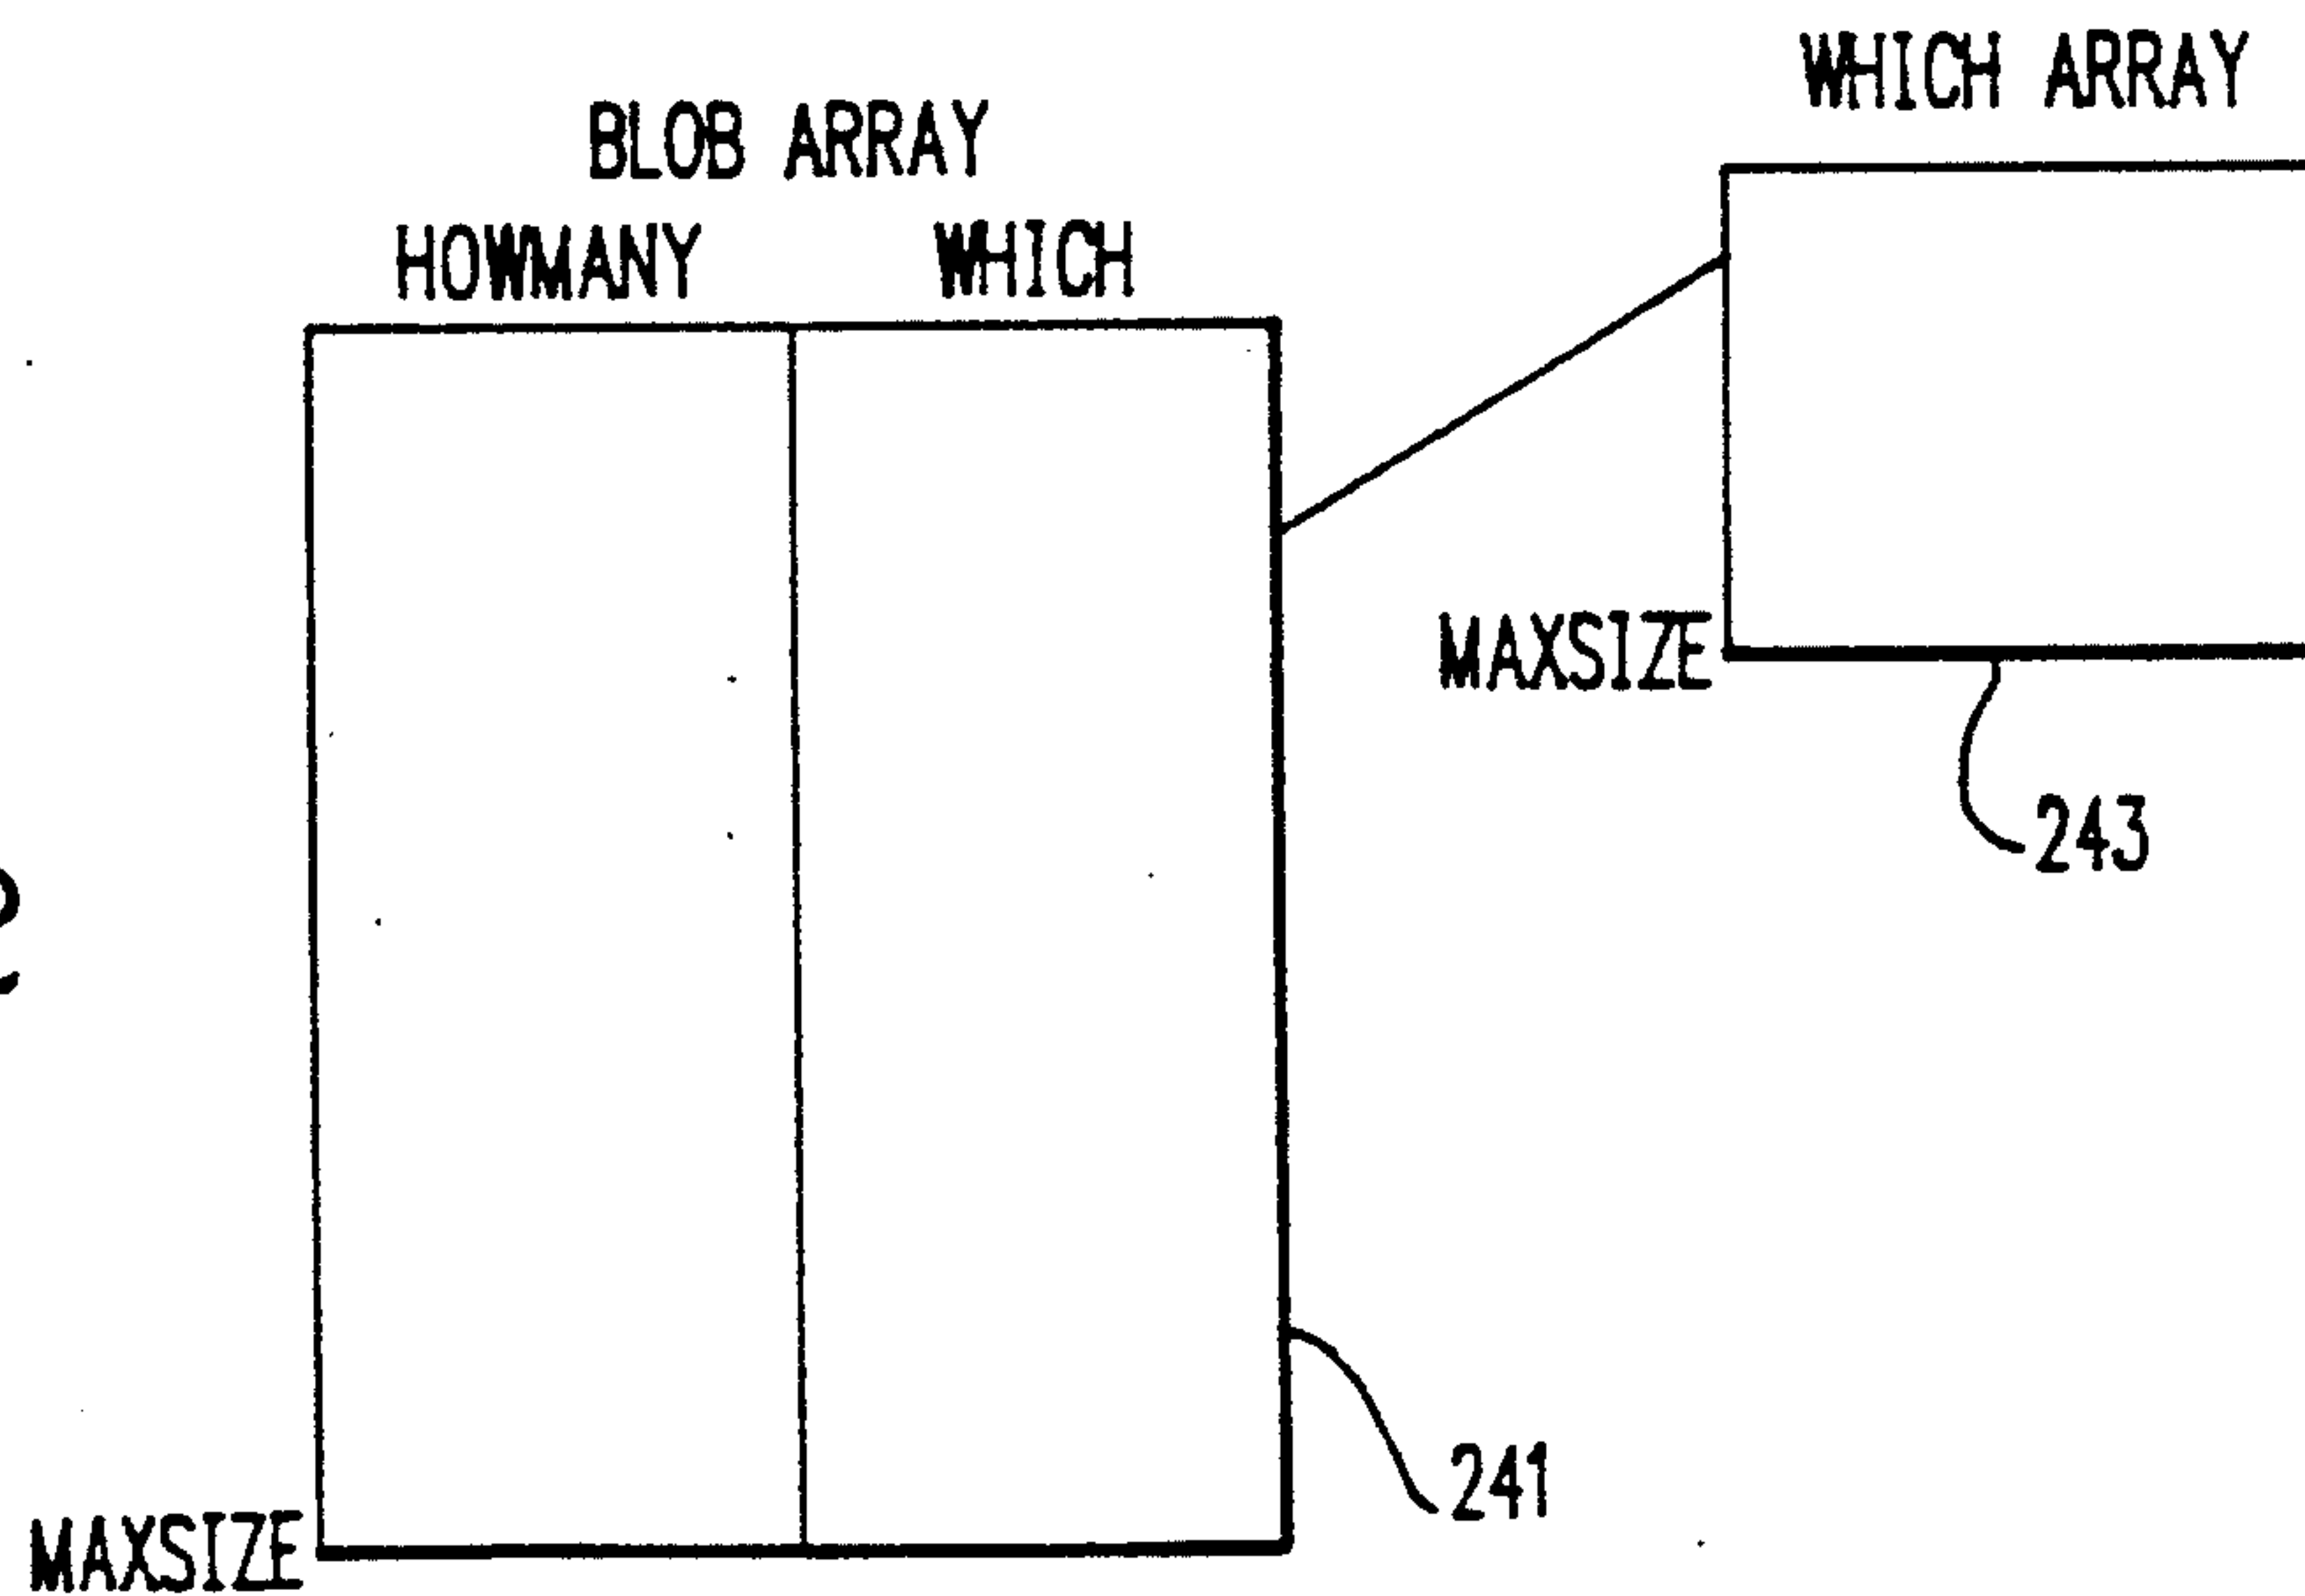 WHICH ARRAY
BLOB ARRAY
HOWMANY WHICH
MAXSIZE
243
241
MAXSIZE